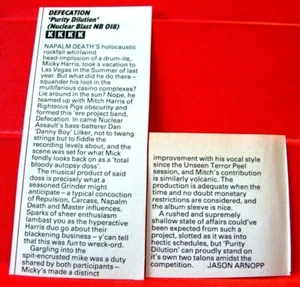 DEFECATION
'Purity Dilution'
(Nuclear Blast NB 018)
KKKK
NAPALM DEATH'S holocaustic
rockfall whirlwind
head-implosion of a drum-ite,
Micky Harris, took a vacation to
Las Vegas in the Summer of last
year. But what did he do there –
squander his loot in the
multifarious casino complexes?
Lie around in the sun? Nope, he
teamed up with Mitch Harris of
Righteous Pigs obscurity and
formed this 'ere project band,
Defecation. In came Nuclear
Assault's bass-batterer Dan
'Danny Boy' Lilker, not to twang
strings but to fiddle the
recording levels about, and the
scene was set for what Mick
fondly looks back on as a 'total
bloody autopsy dose'.
The musical product of said
dose is precisely what a
seasoned Grinder might
anticipate – a typical concoction
of Repulsion, Carcass, Napalm
Death and Master influences.
Sparks of sheer enthusiasm
lambast you as the hyperactive
Harris duo go about their
blackening business – y'can tell
that this was fun to wreck-ord.
Gargling into the
spit-encrusted mike was a duty
shared by both participants –
Micky's made a distinct
improvement with his vocal style
since the Unseen Terror Peel
session, and Mitch's contribution
is similarly volcanic. The
production is adequate when the
time and no doubt monetary
restrictions are considered, and
the album sleeve is nice.
A rushed and supremely
shallow state of affairs could've
been expected from such a
project, slotted as it was into
hectic schedules, but 'Purity
Dilution' can proudly stand on
it's own two talons amidst the
competition. JASON ARNOPP